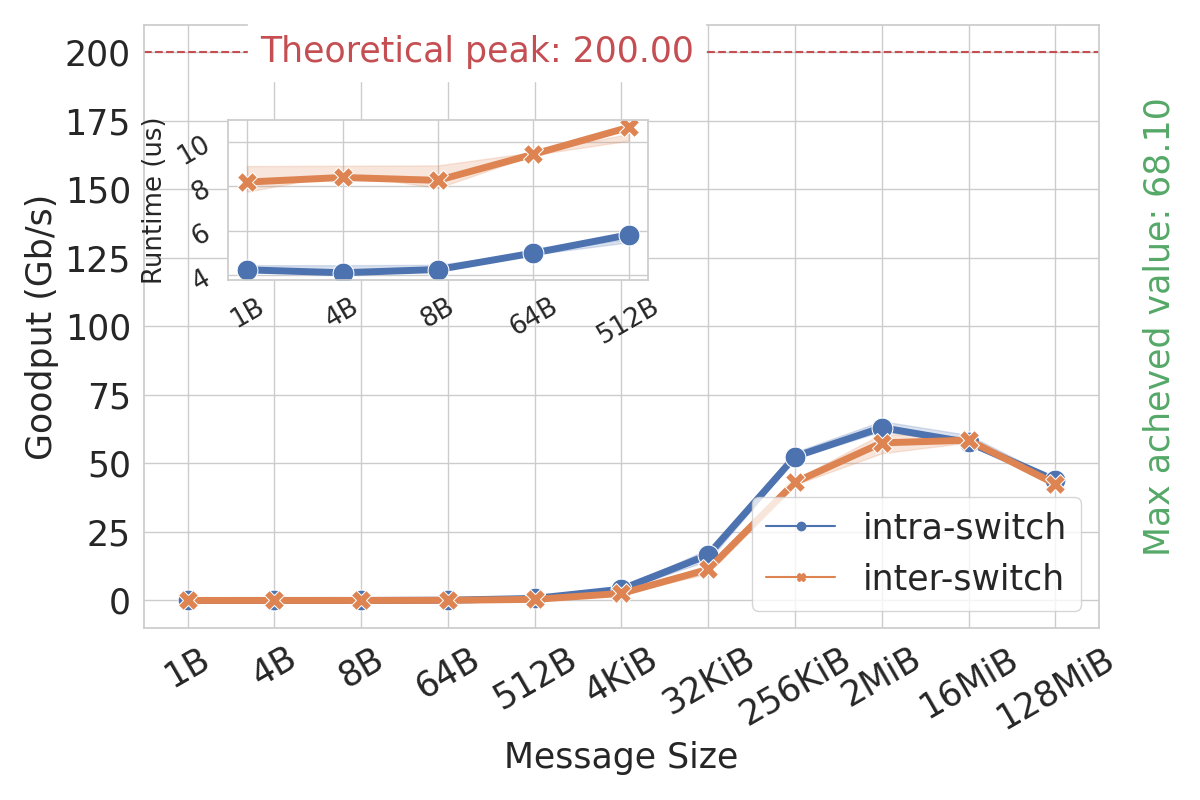 Theoretical peak: 200.00
200
175
150
125
100
75
50
25
0
Goodput (Gb/s)
Runtime (us)
10
8
6
4
1B
4B
8B
64B
512B
intra-switch
inter-switch
1B
4B
8B
64B
512B
4KiB
32KiB
256KiB
2MiB
16MiB
128MiB
Message Size
Max acheved value: 68.10